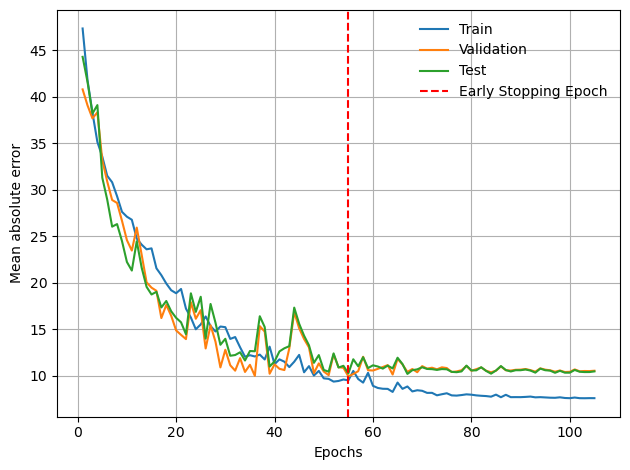 Train
Validation
Test
Early Stopping Epoch
45
40
35
30
25
20
15
10
Mean absolute error
0
20
40
60
80
100
Epochs